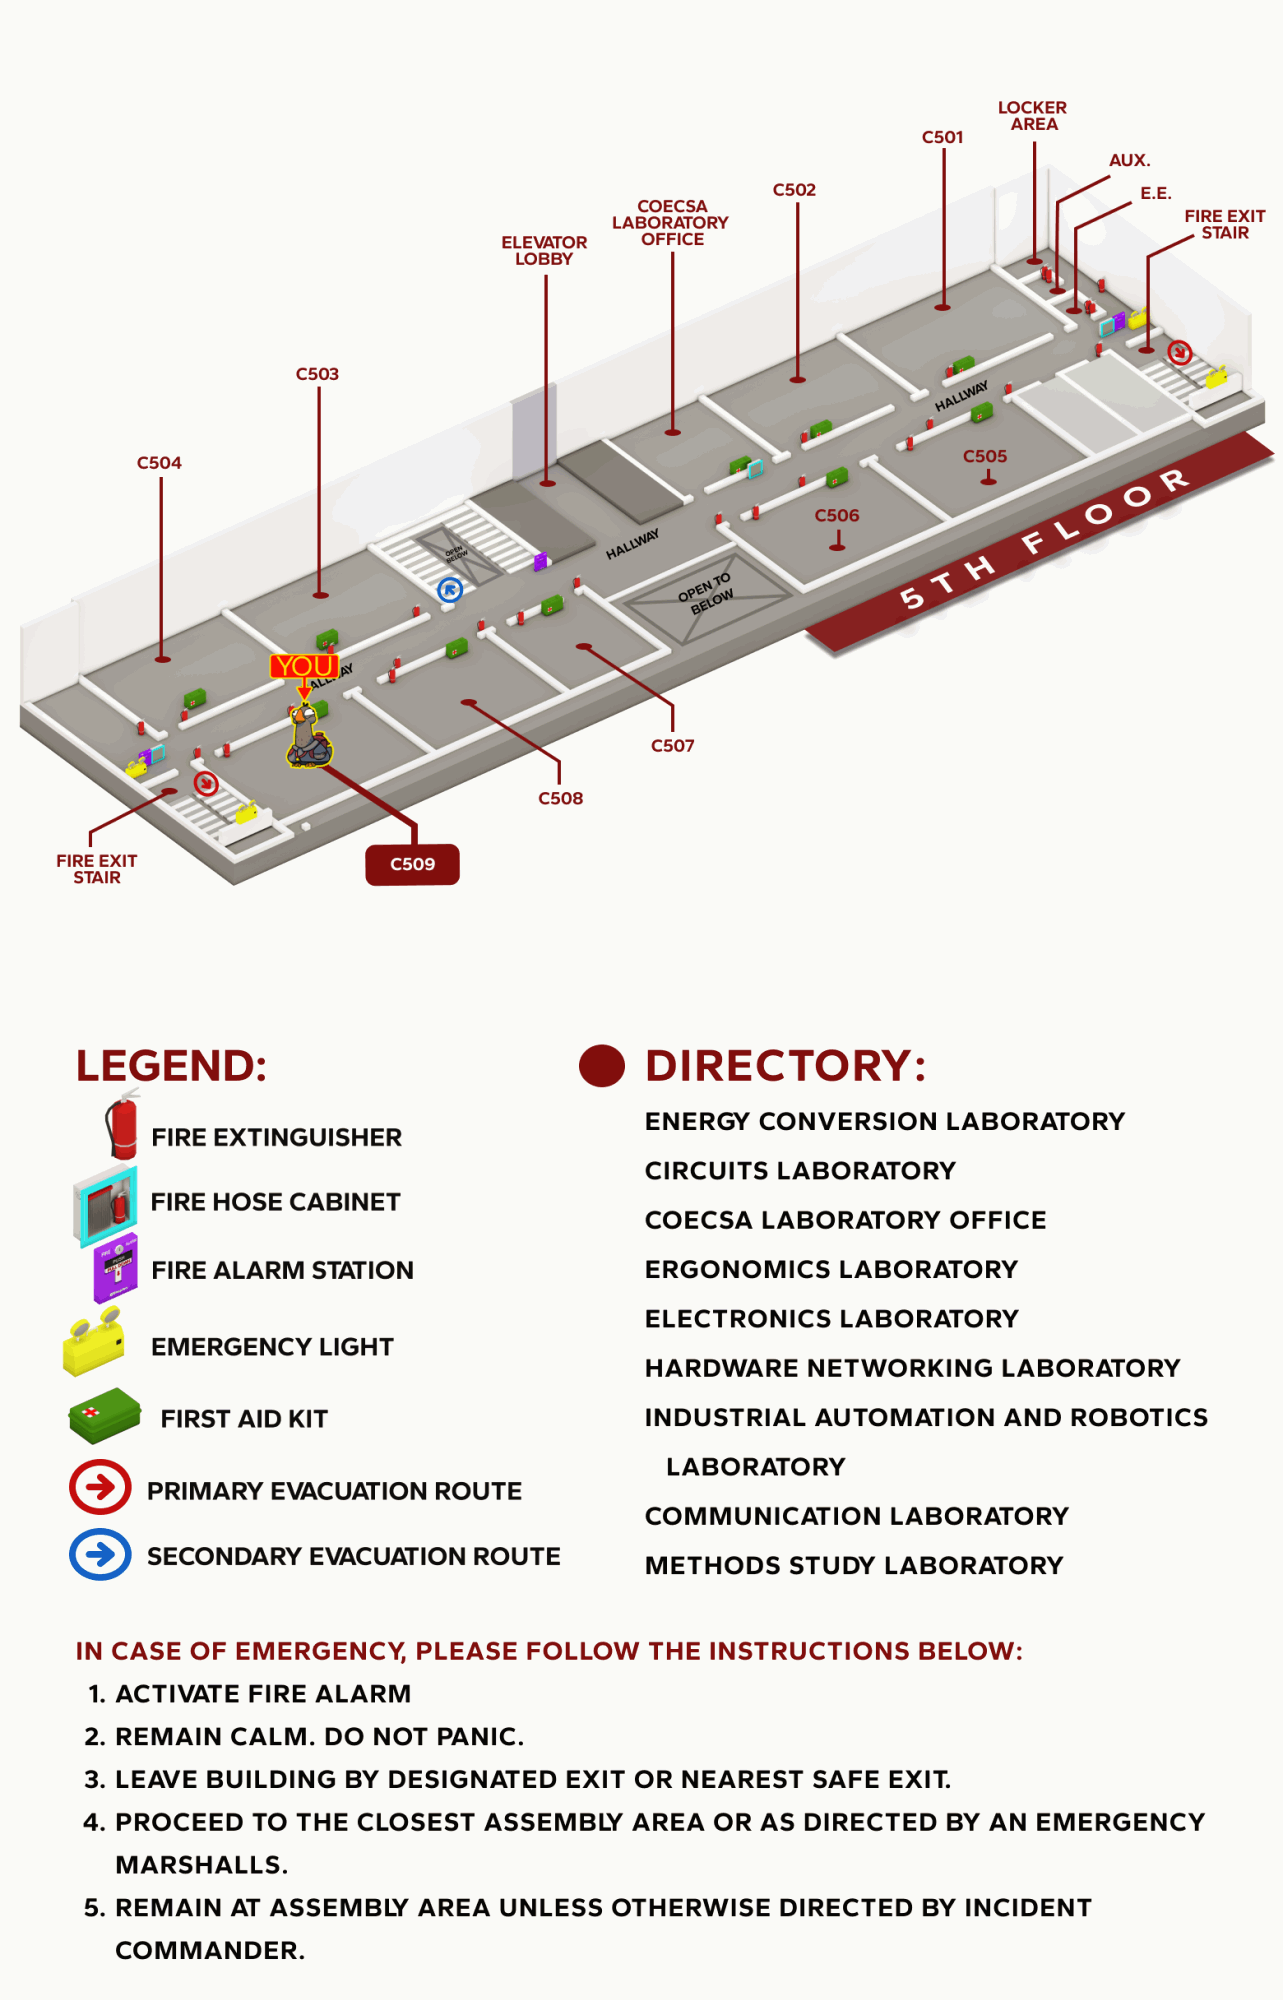 LOCKER
AREA
C501
AUX.
C502
E.E.
COECSA
LABORATORY
OFFICE
FIRE EXIT
STAIR
ELEVATOR
LOBBY
C503
HALLWAY
C504
C505
5TH FLOOR
C506
HALLWAY
OPEN
BELOW
OPEN TO
BELOW
YOU
C507
C508
FIRE EXIT
STAIR
C509
LEGEND:
FIRE EXTINGUISHER
FIRE HOSE CABINET
FIRE ALARM STATION
EMERGENCY LIGHT
FIRST AID KIT
PRIMARY EVACUATION ROUTE
SECONDARY EVACUATION ROUTE
DIRECTORY:
ENERGY CONVERSION LABORATORY
CIRCUITS LABORATORY
COECSA LABORATORY OFFICE
ERGONOMICS LABORATORY
ELECTRONICS LABORATORY
HARDWARE NETWORKING LABORATORY
INDUSTRIAL AUTOMATION AND ROBOTICS
LABORATORY
COMMUNICATION LABORATORY
METHODS STUDY LABORATORY
IN CASE OF EMERGENCY, PLEASE FOLLOW THE INSTRUCTIONS BELOW:
1. ACTIVATE FIRE ALARM
2. REMAIN CALM. DO NOT PANIC.
3. LEAVE BUILDING BY DESIGNATED EXIT OR NEAREST SAFE EXIT.
4. PROCEED TO THE CLOSEST ASSEMBLY AREA OR AS DIRECTED BY AN EMERGENCY
MARSHALLS.
5. REMAIN AT ASSEMBLY AREA UNLESS OTHERWISE DIRECTED BY INCIDENT
COMMANDER.